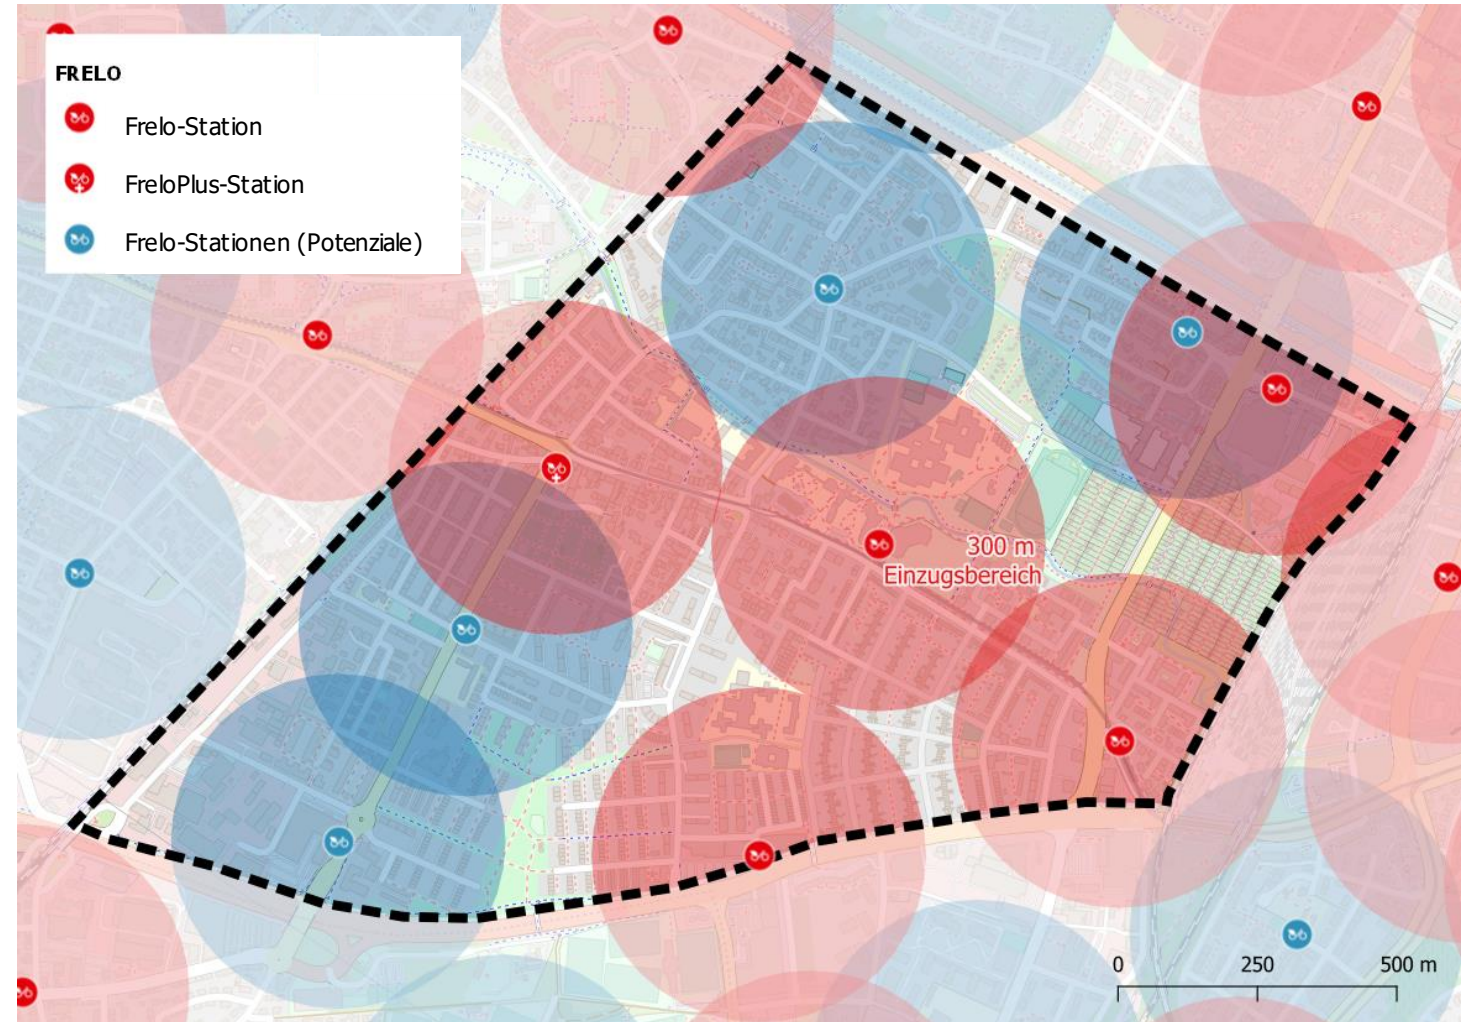 FRELO
Frelo-Station
FreloPlus-Station
Frelo-Stationen (Potenziale)
300 m
Einzugsbereich
0 250 500 m